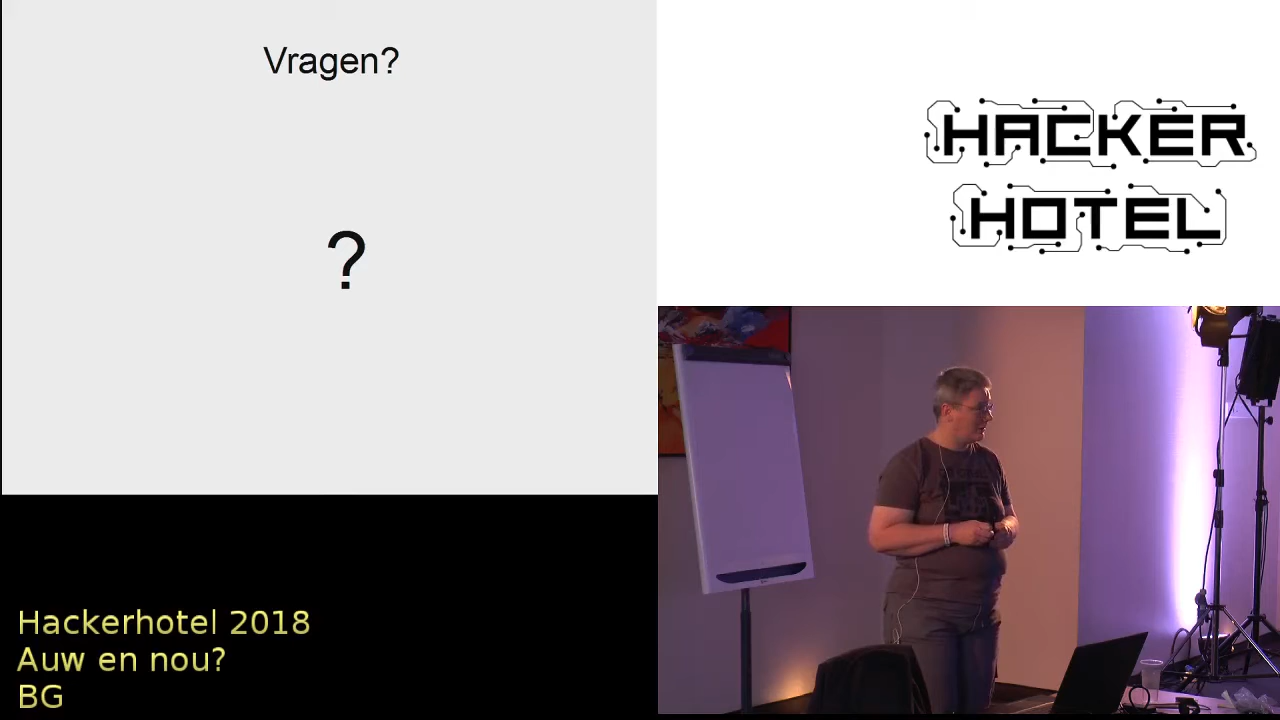 Vragen?
?
HACKER
HOTEL
Hackerhotel 2018
Auw en nou?
BG